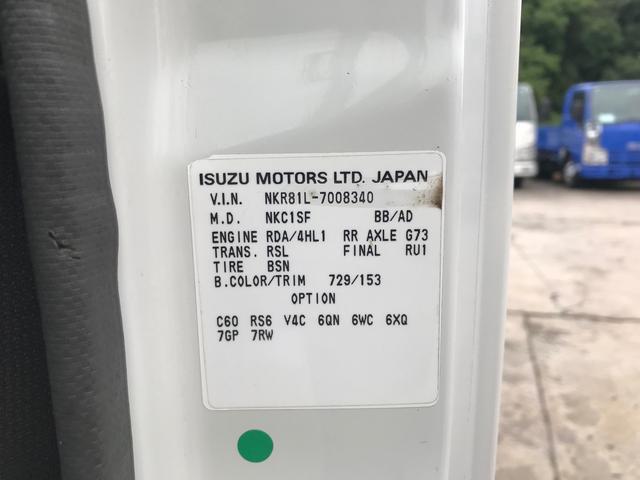 ISUZU MOTORS LTD. JAPAN
V.I.N. NKR81L-7008340
M.D. NKC1SF BB/AD
ENGINE RDA/4HL1 RR AXLE G73
TRANS. RSL FINAL RU1
TIRE BSN
B.COLOR/TRIM 729/153
OPTION
C60 RS6 V4C 6QN 6WC 6XQ
7GP 7RW